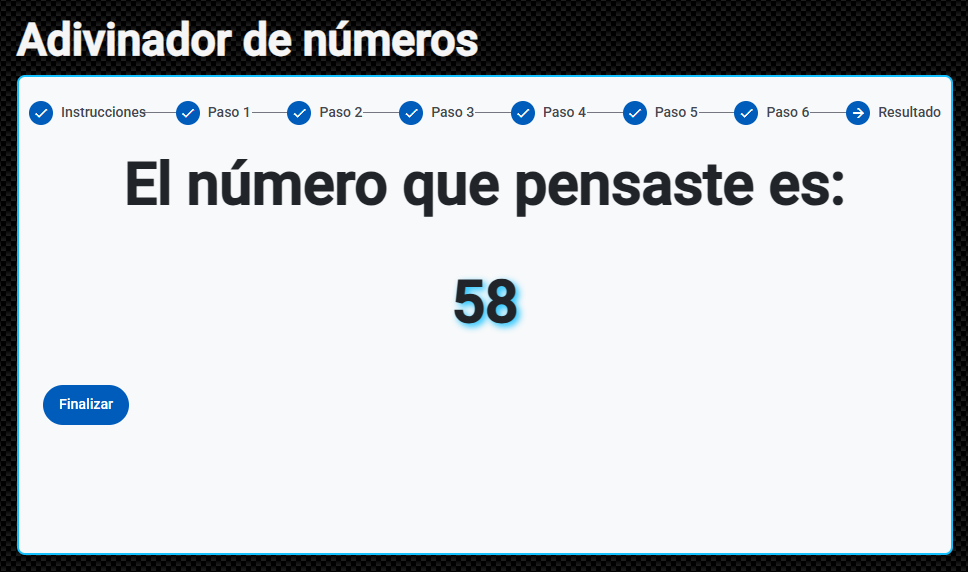 Adivinador de números
Instrucciones Paso 1 Paso 2 Paso 3 Paso 4 Paso 5 Paso 6 Resultado
El número que pensaste es:
58
Finalizar